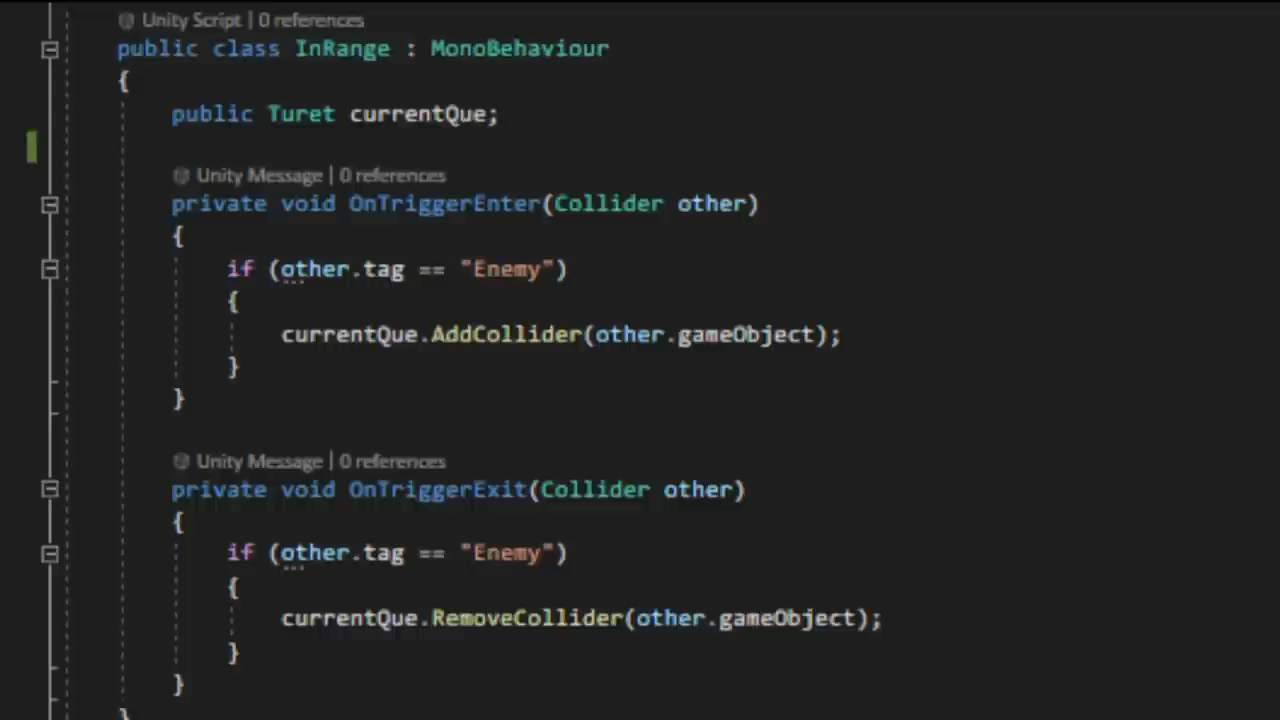 Unity Script | 0 references
public class InRange : MonoBehaviour
{
public Turet currentQue;
Unity Message | 0 references
private void OnTriggerEnter(Collider other)
{
if (other.tag == "Enemy")
{
currentQue.AddCollider(other.gameObject);
}
}
Unity Message | 0 references
private void OnTriggerExit(Collider other)
{
if (other.tag == "Enemy")
{
currentQue.RemoveCollider(other.gameObject);
}
}
}